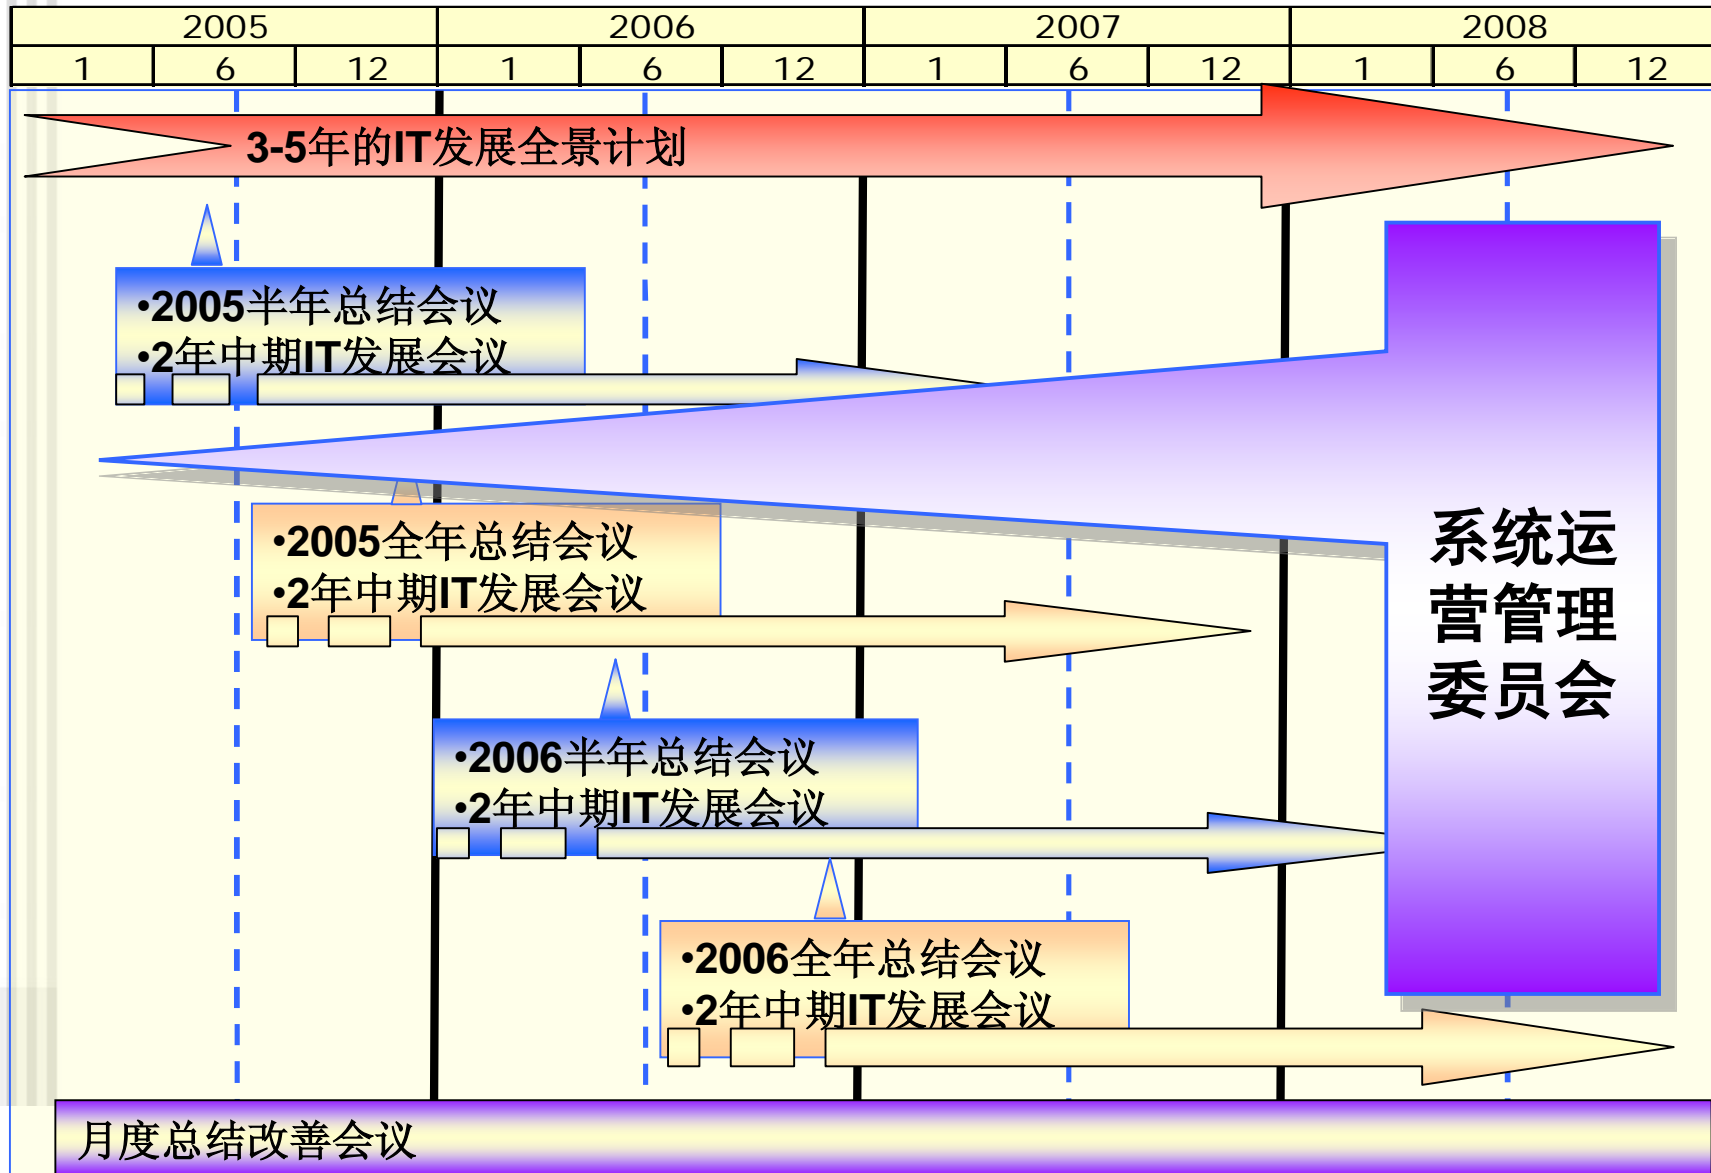 2005 2006 2007 2008
1 6 12 1 6 12 1 6 12 1 6 12
3-5年的IT发展全景计划
•2005半年总结会议
•2年中期IT发展会议
•2005全年总结会议
•2年中期IT发展会议
•2006半年总结会议
•2年中期IT发展会议
•2006全年总结会议
•2年中期IT发展会议
系统运
营管理
委员会
月度总结改善会议